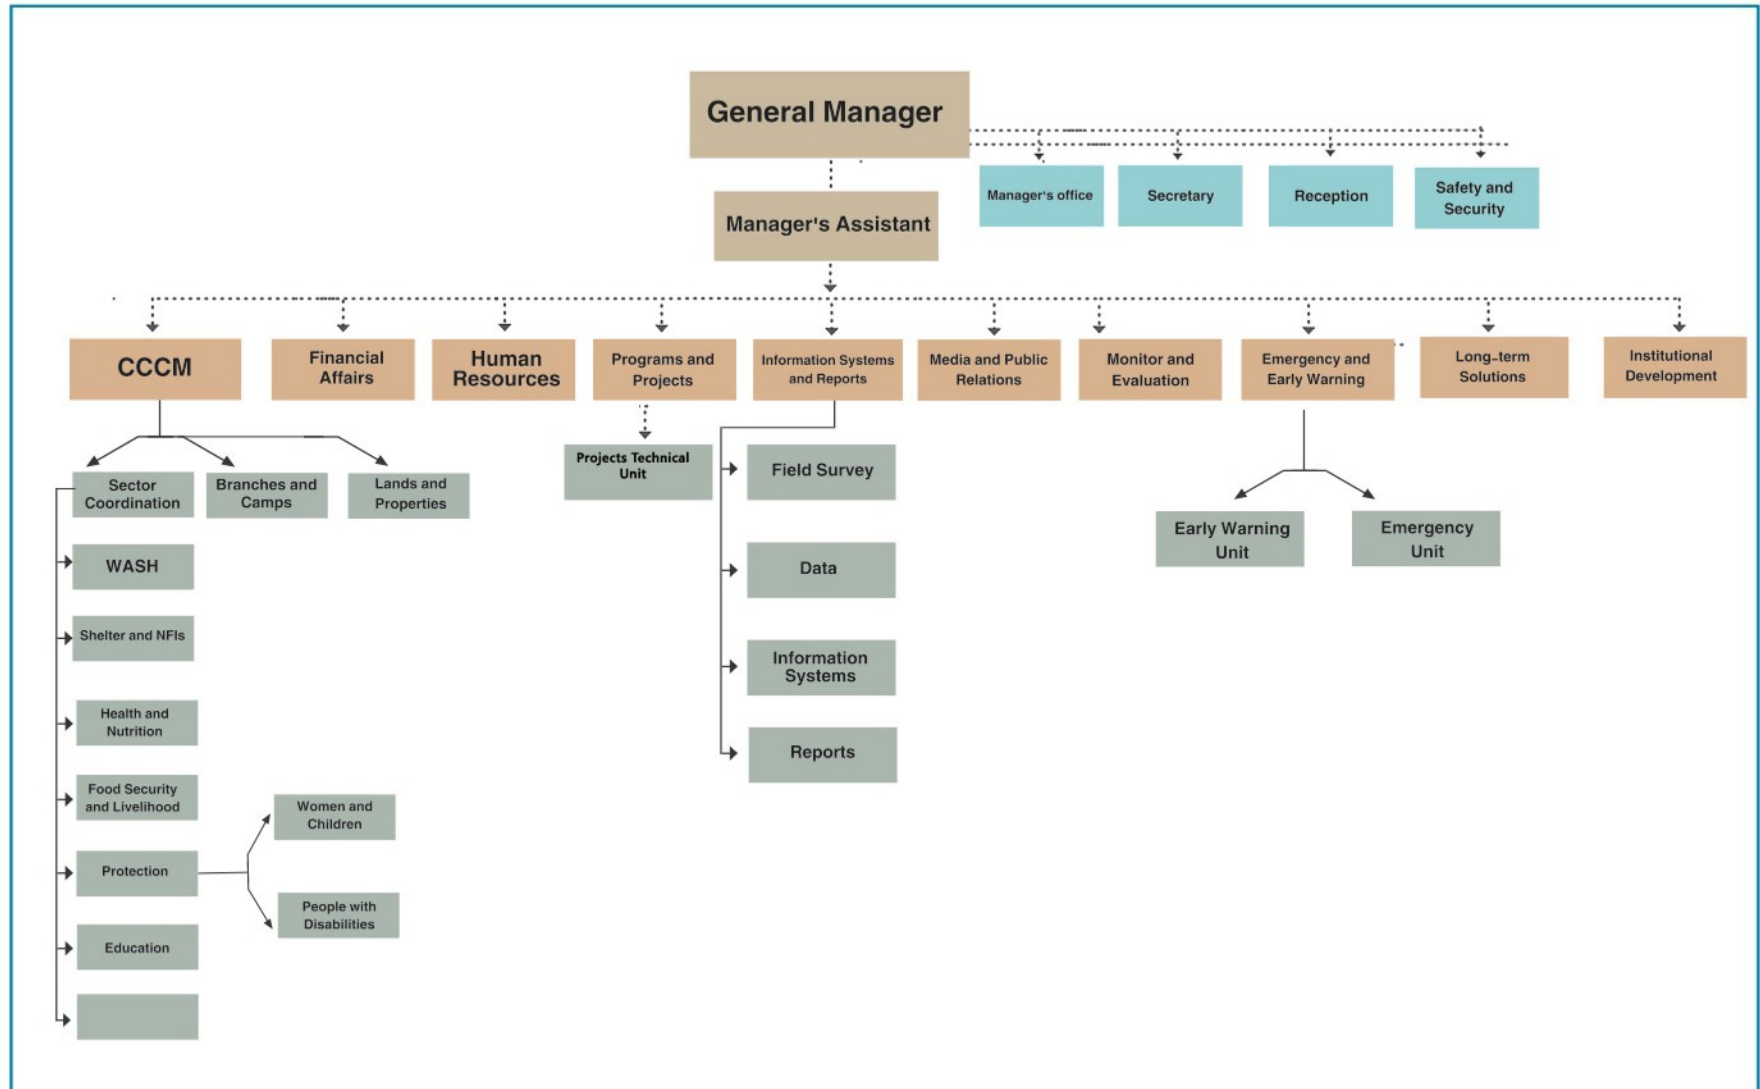 General Manager
Manager's office
Secretary
Reception
Safety and
Security
Manager's Assistant
CCCM
Financial
Affairs
Human
Resources
Programs and
Projects
Information Systems
and Reports
Media and Public
Relations
Monitor and
Evaluation
Emergency and
Early Warning
Long-term
Solutions
Institutional
Development
Sector
Coordination
Branches and
Camps
Lands and
Properties
Projects Technical
Unit
Field Survey
Data
Information
Systems
Reports
Early Warning
Unit
Emergency
Unit
WASH
Shelter and NFIs
Health and
Nutrition
Food Security
and Livelihood
Protection
Women and
Children
People with
Disabilities
Education